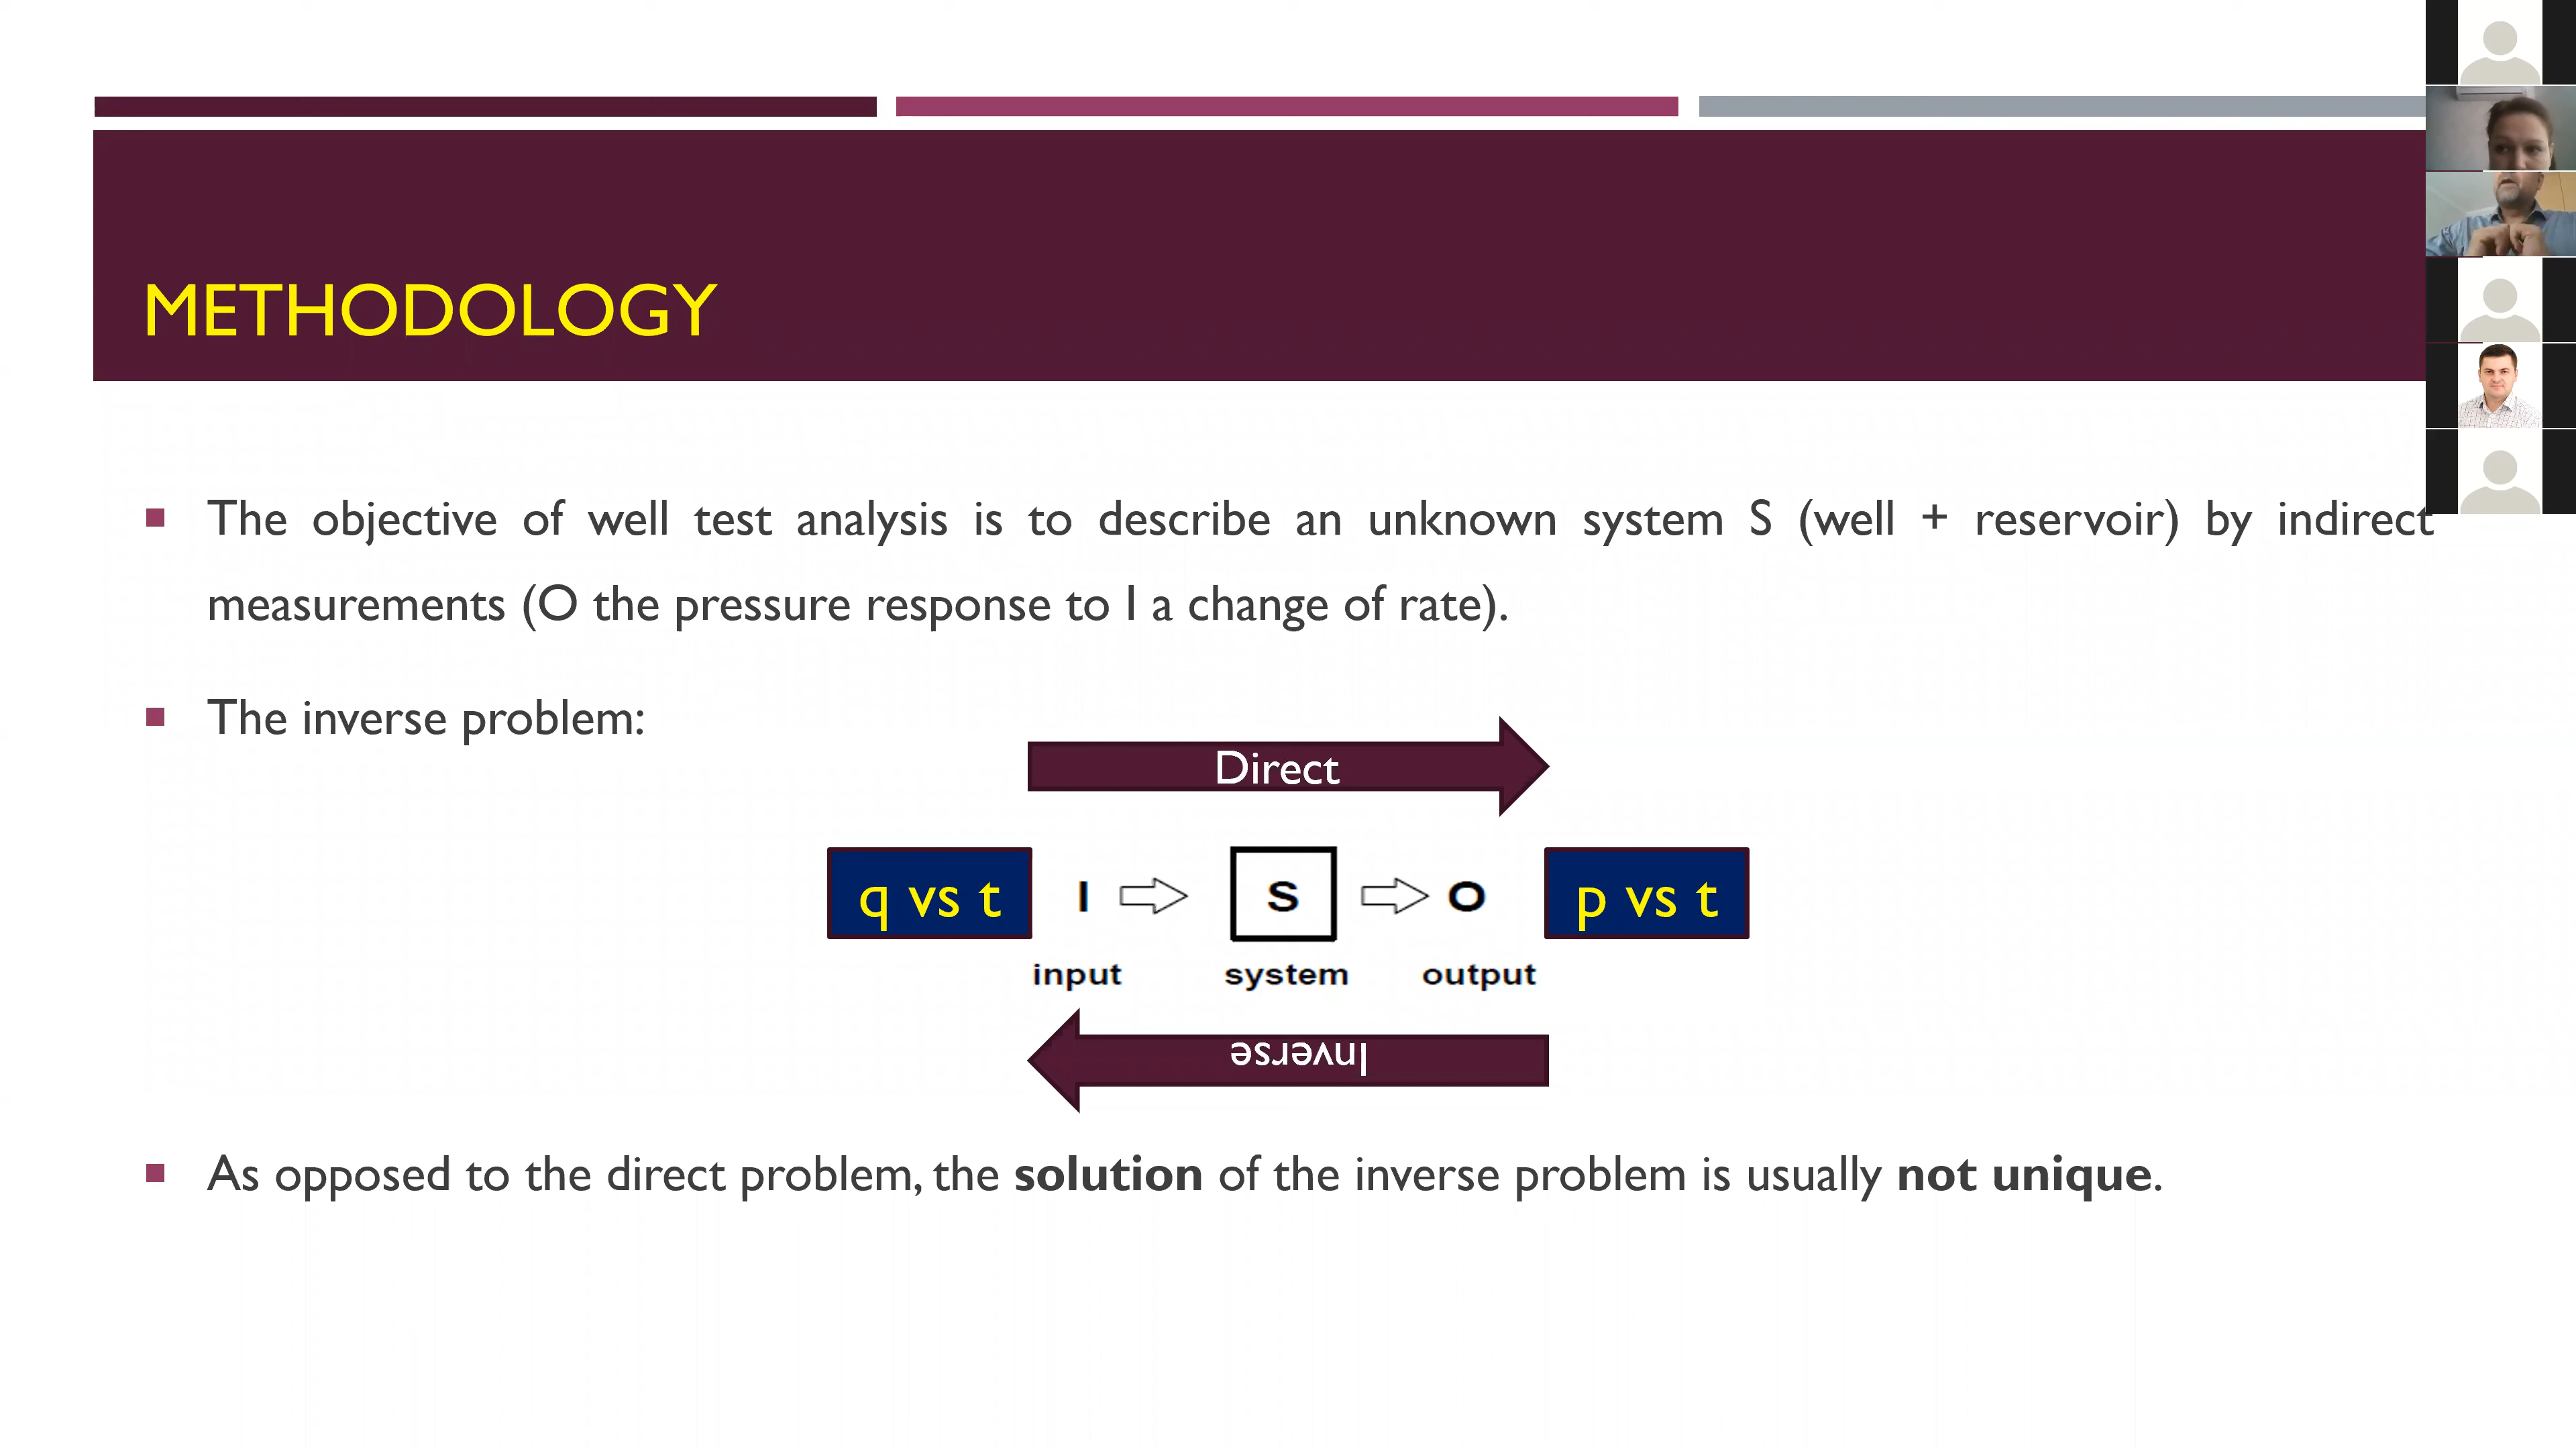 METHODOLOGY
The objective of well test analysis is to describe an unknown system S (well + reservoir) by indirect
measurements (O the pressure response to I a change of rate).
The inverse problem:
Direct
q vs t I S O p vs t
input system output
Inverse
As opposed to the direct problem, the solution of the inverse problem is usually not unique.